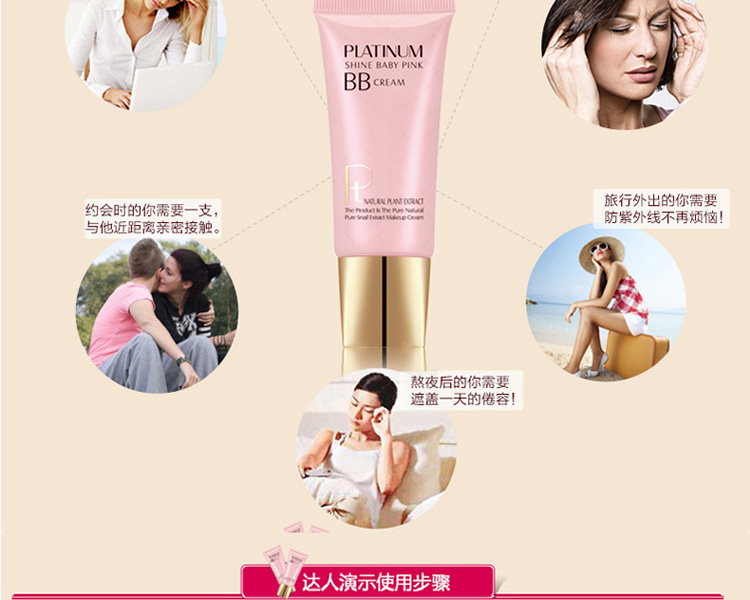 PLATINUM
SHINE BABY PINK
BB CREAM
Pt
NATURAL PLANT EXTRACT
The Product Is The Pure Natural
Pure Snail Extract Makeup Cream
约会时的你需要一支，
与他近距离亲密接触。
旅行外出的你需要
防紫外线不再烦恼！
熬夜后的你需要
遮盖一天的倦容！
达人演示使用步骤